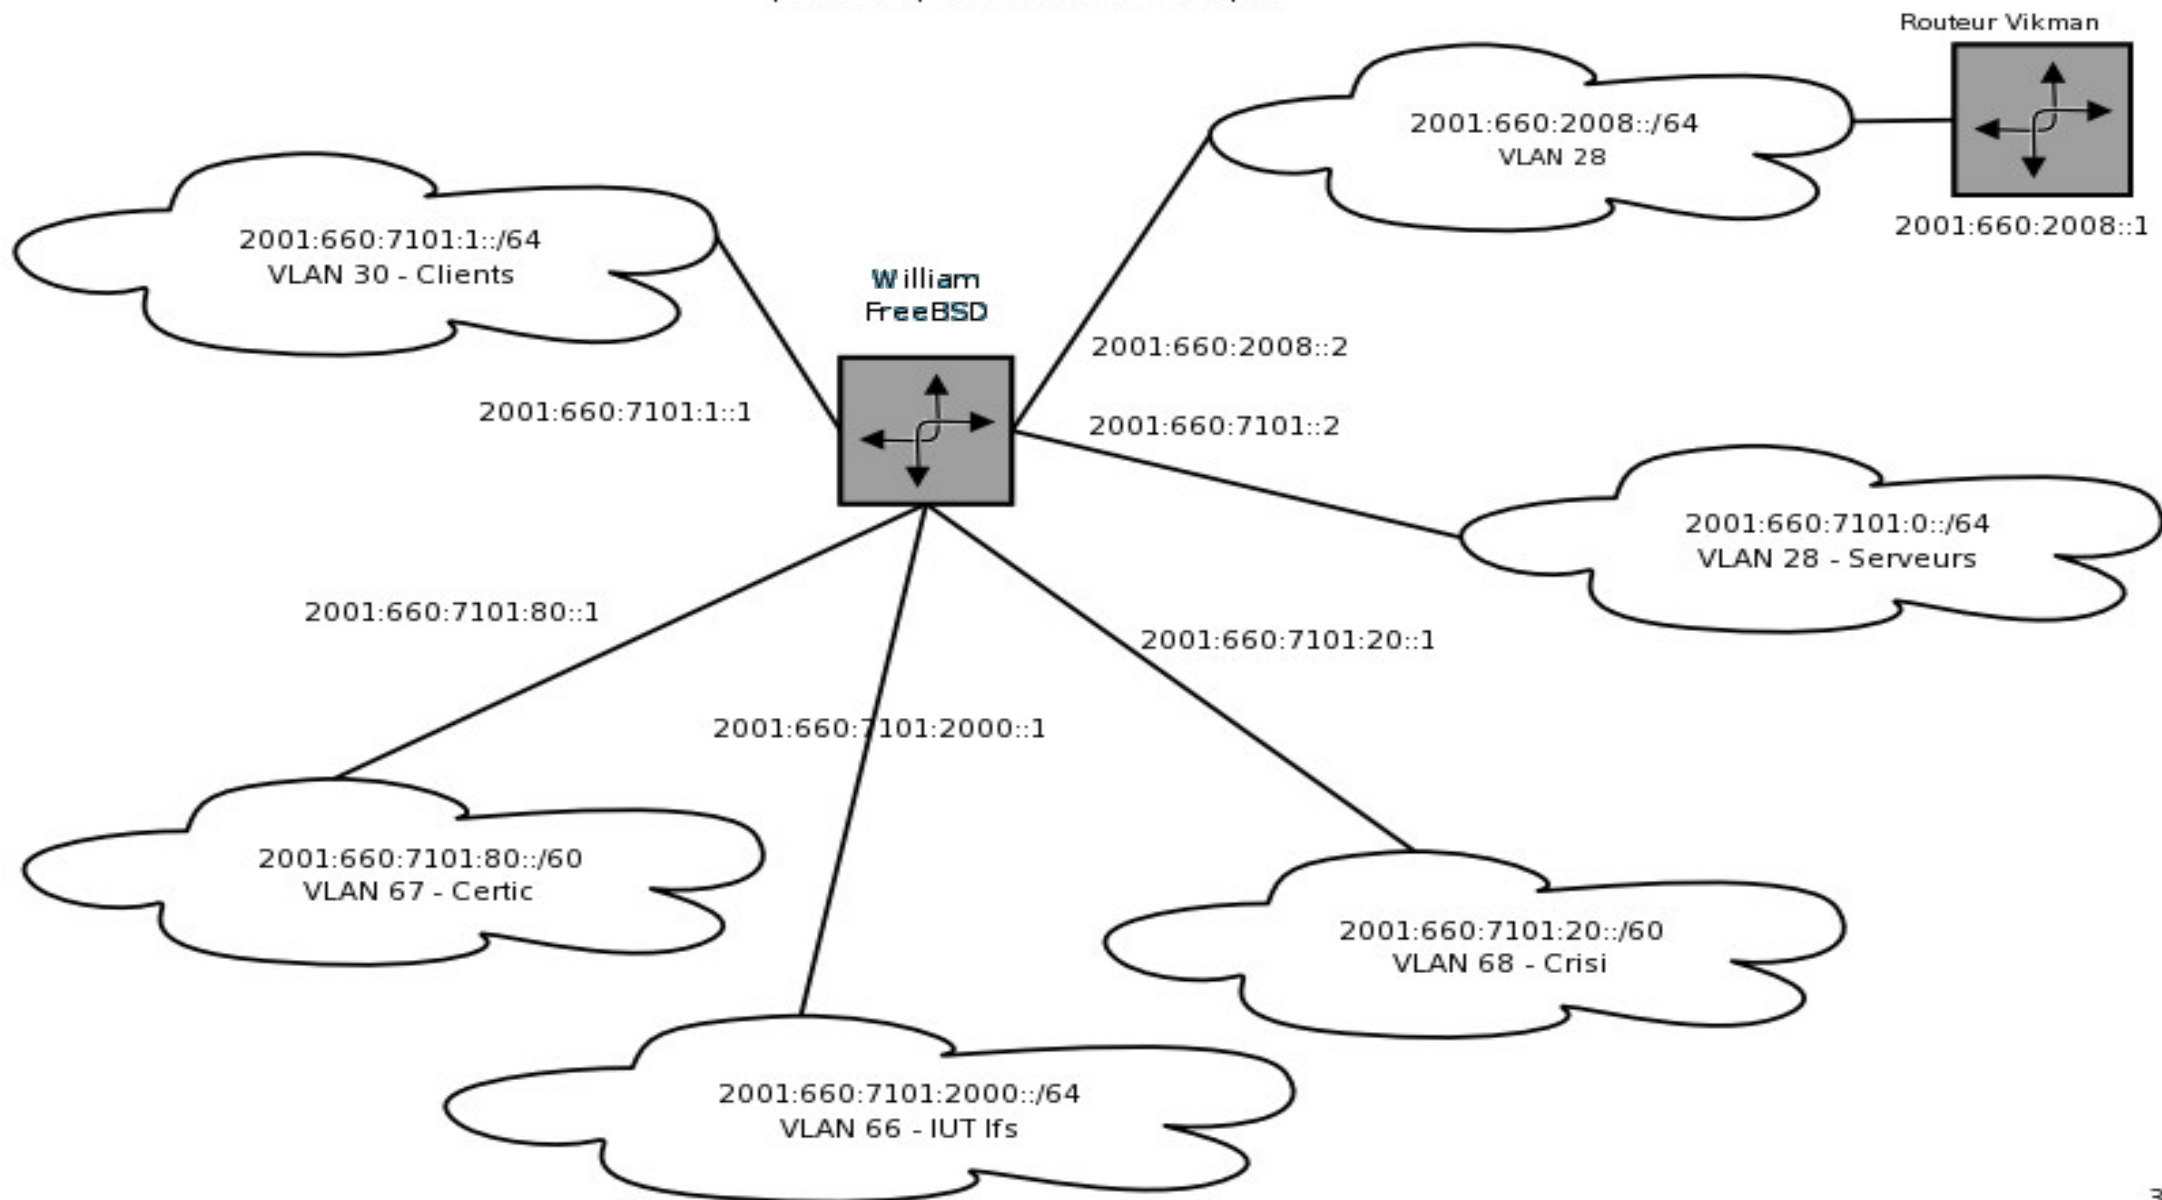 Routeur Vikman
2001:660:2008::/64
VLAN 28
2001:660:2008::1
2001:660:7101:1::/64
VLAN 30 - Clients
William
FreeBSD
2001:660:2008::2
2001:660:7101:1::1
2001:660:7101::2
2001:660:7101:0::/64
VLAN 28 - Serveurs
2001:660:7101:80::1
2001:660:7101:20::1
2001:660:7101:2000::1
2001:660:7101:80::/60
VLAN 67 - Certic
2001:660:7101:20::/60
VLAN 68 - Crisi
2001:660:7101:2000::/64
VLAN 66 - IUT Ifs